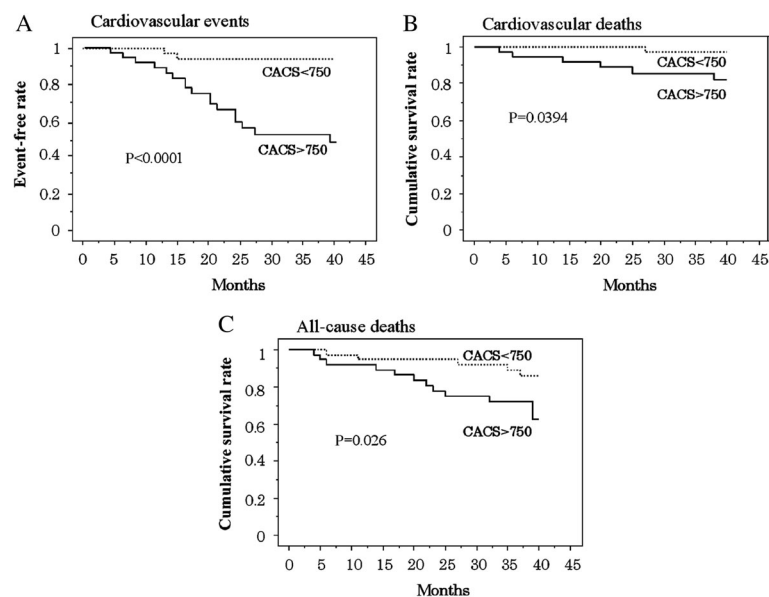 A
Cardiovascular events
Event-free rate
1
0.8
0.6
0.4
0.2
0
CACS<750
CACS>750
P<0.0001
0 5 10 15 20 25 30 35 40 45
Months
B
Cardiovascular deaths
Cumulative survival rate
1
0.8
0.6
0.4
0.2
0
CACS<750
CACS>750
P=0.0394
0 5 10 15 20 25 30 35 40 45
Months
C
All-cause deaths
Cumulative survival rate
1
0.8
0.6
0.4
0.2
0
CACS<750
CACS>750
P=0.026
0 5 10 15 20 25 30 35 40 45
Months